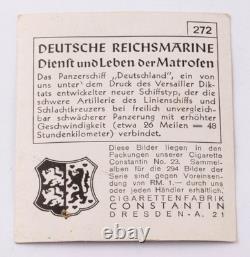 272
DEUTSCHE REICHSMARINE
Dienst und Leben der Matrosen
Das Panzerschiff „Deutschland", ein von
uns unter dem Druck des Versailler Dik-
tats entwickelter neuer Schiffstyp, der die
schwere Artillerie des Linienschiffs und
Schlachtkreuzers bei freilich unvergleich-
bar schwächerer Panzerung mit erhöhter
Geschwindigkeit (etwa 26 Meilen = 48
Stundenkilometer) verbindet.
Diese Bilder liegen in den
Packungen unserer Cigarette
Constantin No. 23. Sammel-
alben für die 294 Bilder der
Serie sind gegen Voreinsen-
dung von RM. 1.— durch uns
oder jeden Händler erhältlich.
CIGARETTENFABRIK
CONSTANTIN
DRESDEN-A. 21